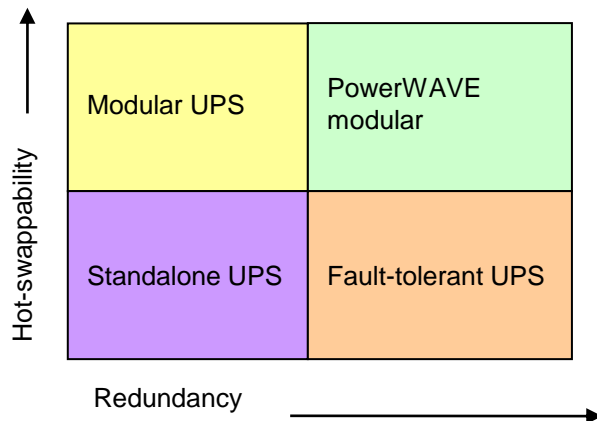 Hot-swappability
Modular UPS
PowerWAVE
modular
Standalone UPS
Fault-tolerant UPS
Redundancy